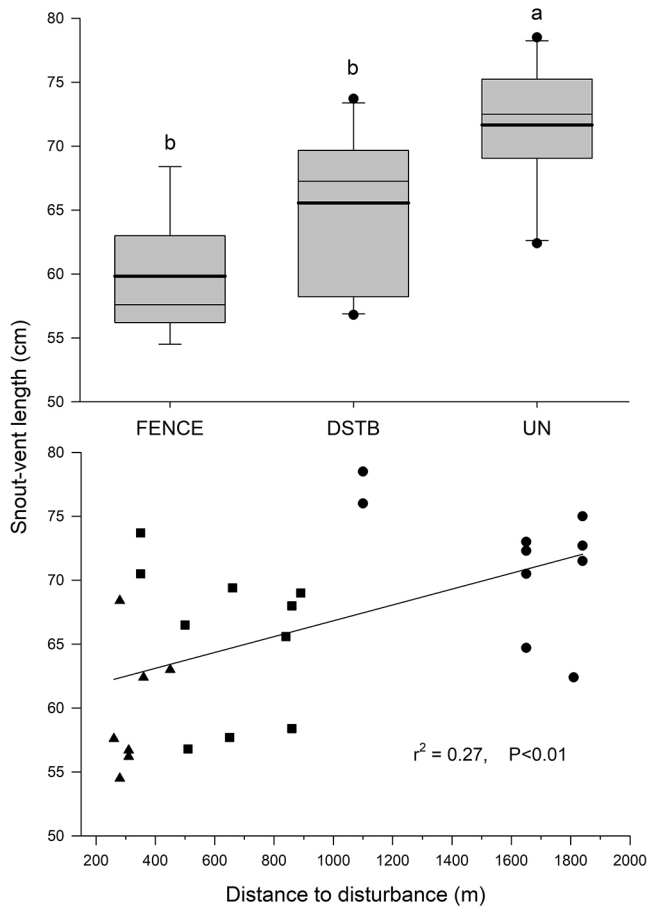 a
b
b
80
75
70
65
60
55
50
FENCE DSTB UN
Snout-vent length (cm)
80
75
70
65
60
55
50
r² = 0.27, P<0.01
200 400 600 800 1000 1200 1400 1600 1800 2000
Distance to disturbance (m)